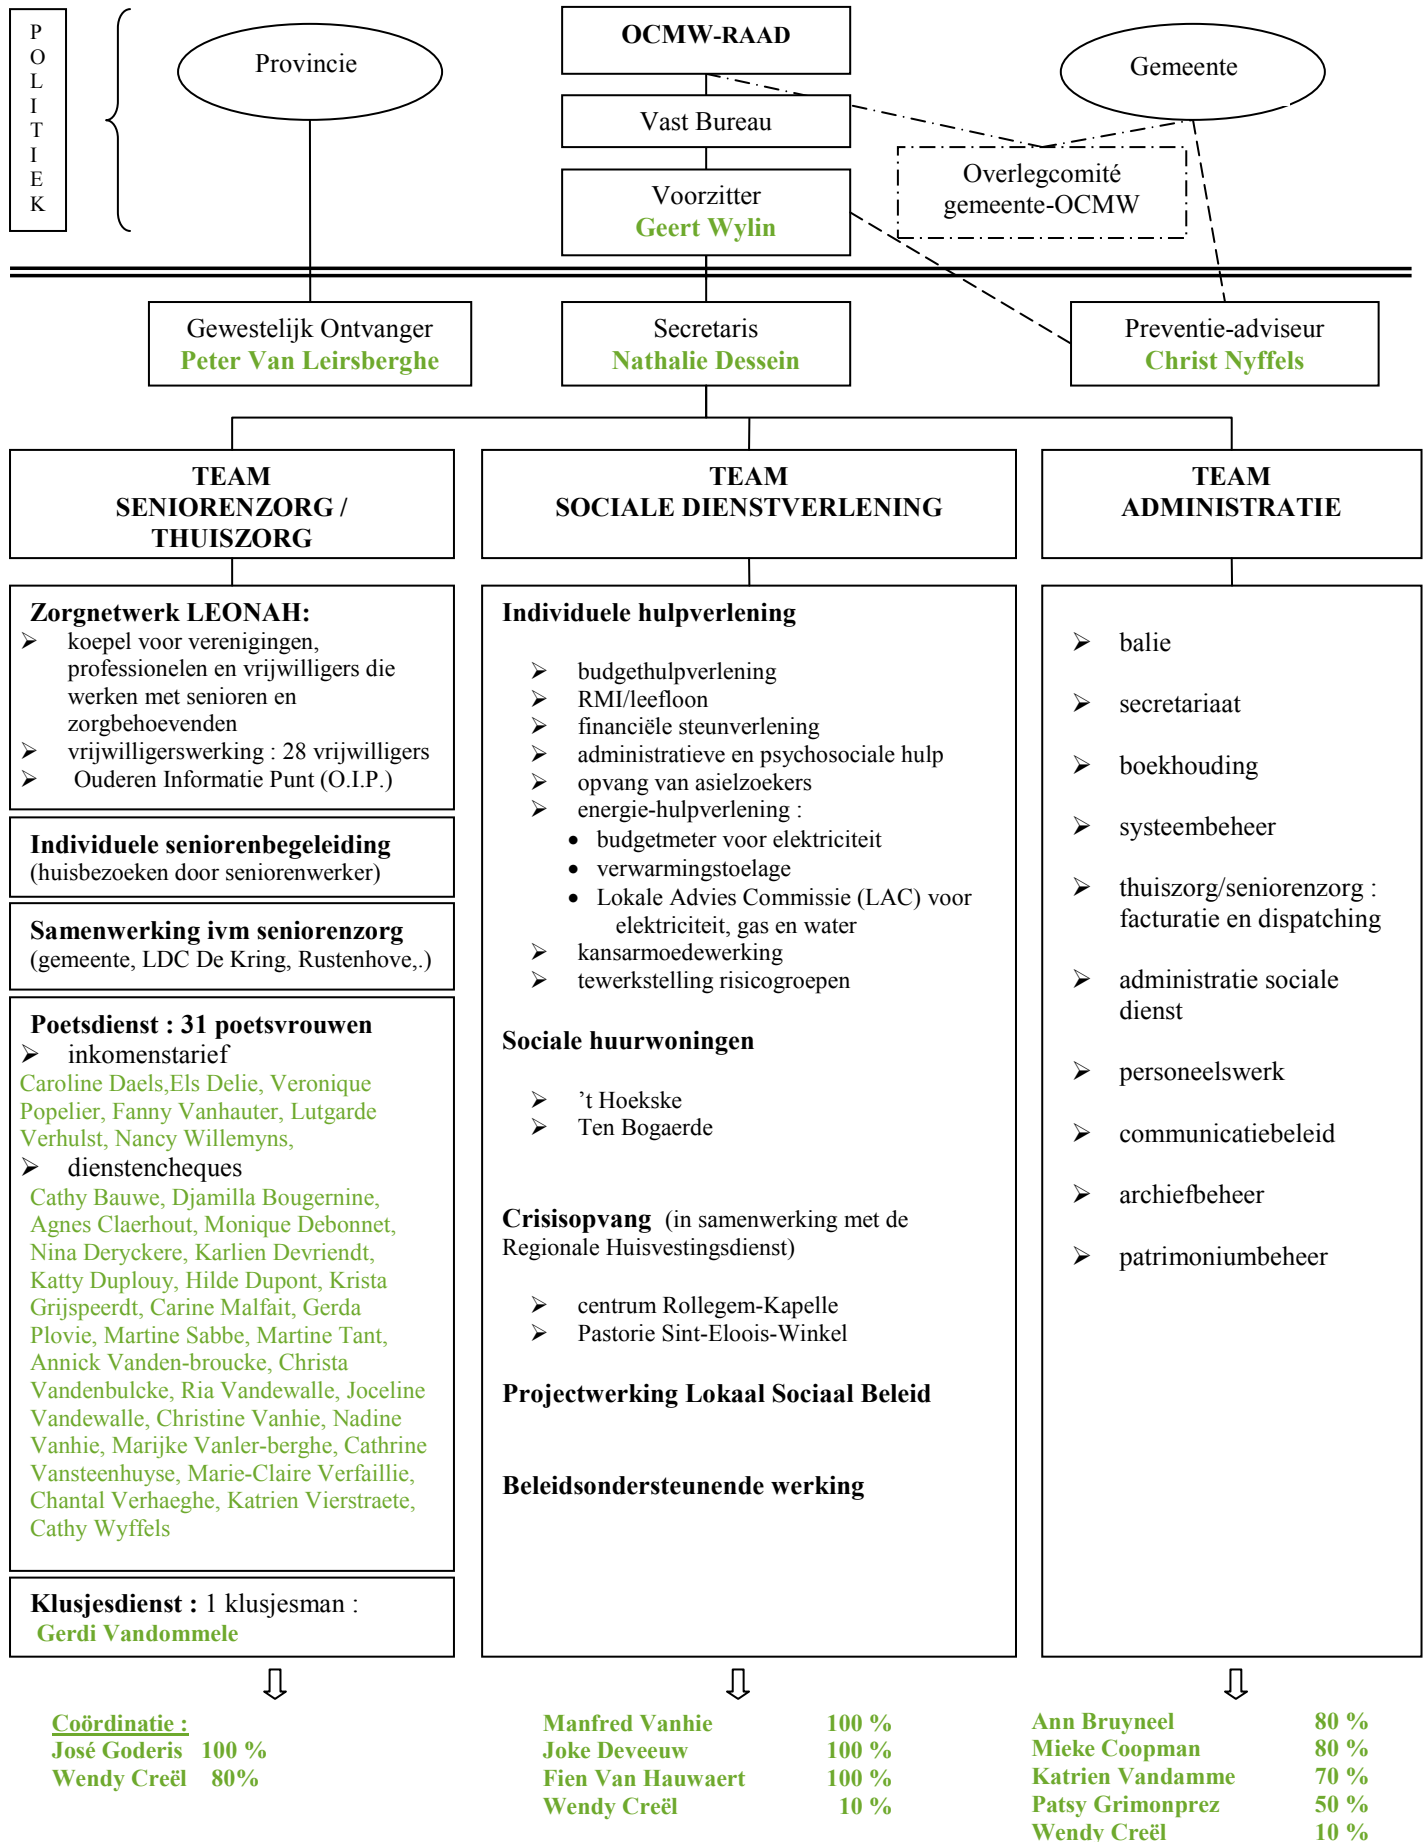 P
O
L
I
T
I
E
K
Provincie
OCMW-RAAD
Gemeente
Vast Bureau
Overlegcomité
gemeente-OCMW
Voorzitter
Geert Wylin
Gewestelijk Ontvanger
Peter Van Leirsberghe
Secretaris
Nathalie Dessein
Preventie-adviseur
Christ Nyffels
TEAM
SENIORENZORG /
THUISZORG
TEAM
SOCIALE DIENSTVERLENING
TEAM
ADMINISTRATIE
Zorgnetwerk LEONAH:
➢ koepel voor verenigingen,
professionelen en vrijwilligers die
werken met senioren en
zorgbehoevenden
➢ vrijwilligerswerking : 28 vrijwilligers
➢ Ouderen Informatie Punt (O.I.P.)
Individuele seniorenbegeleiding
(huisbezoeken door seniorenwerker)
Samenwerking ivm seniorenzorg
(gemeente, LDC De Kring, Rustenhove,.)
Poetsdienst : 31 poetsvrouwen
➢ inkomenstarief
Caroline Daels,Els Delie, Veronique
Popelier, Fanny Vanhauter, Lutgarde
Verhulst, Nancy Willemyns,
➢ dienstencheques
Cathy Bauwe, Djamilla Bougernine,
Agnes Claerhout, Monique Debonnet,
Nina Deryckere, Karlien Devriendt,
Katty Duplouy, Hilde Dupont, Krista
Grijspeerdt, Carine Malfait, Gerda
Plovie, Martine Sabbe, Martine Tant,
Annick Vanden-broucke, Christa
Vandenbulcke, Ria Vandewalle, Joceline
Vandewalle, Christine Vanhie, Nadine
Vanhie, Marijke Vanler-berghe, Cathrine
Vansteenhuyse, Marie-Claire Verfaillie,
Chantal Verhaeghe, Katrien Vierstraete,
Cathy Wyffels
Klusjesdienst : 1 klusjesman :
Gerdi Vandommele
Individuele hulpverlening
➢ budgethulpverlening
➢ RMI/leefloon
➢ financiële steunverlening
➢ administratieve en psychosociale hulp
➢ opvang van asielzoekers
➢ energie-hulpverlening :
• budgetmeter voor elektriciteit
• verwarmingstoelage
• Lokale Advies Commissie (LAC) voor
elektriciteit, gas en water
➢ kansarmoedewerking
➢ tewerkstelling risicogroepen
Sociale huurwoningen
➢ ’t Hoekske
➢ Ten Bogaerde
Crisisopvang (in samenwerking met de
Regionale Huisvestingsdienst)
➢ centrum Rollegem-Kapelle
➢ Pastorie Sint-Eloois-Winkel
Projectwerking Lokaal Sociaal Beleid
Beleidsondersteunende werking
➢ balie
➢ secretariaat
➢ boekhouding
➢ systeembeheer
➢ thuiszorg/seniorenzorg :
facturatie en dispatching
➢ administratie sociale
dienst
➢ personeelswerk
➢ communicatiebeleid
➢ archiefbeheer
➢ patrimoniumbeheer
Coördinatie :
José Goderis 100 %
Wendy Creël 80%
Manfred Vanhie 100 %
Joke Deveeuw 100 %
Fien Van Hauwaert 100 %
Wendy Creël 10 %
Ann Bruyneel 80 %
Mieke Coopman 80 %
Katrien Vandamme 70 %
Patsy Grimonprez 50 %
Wendy Creël 10 %